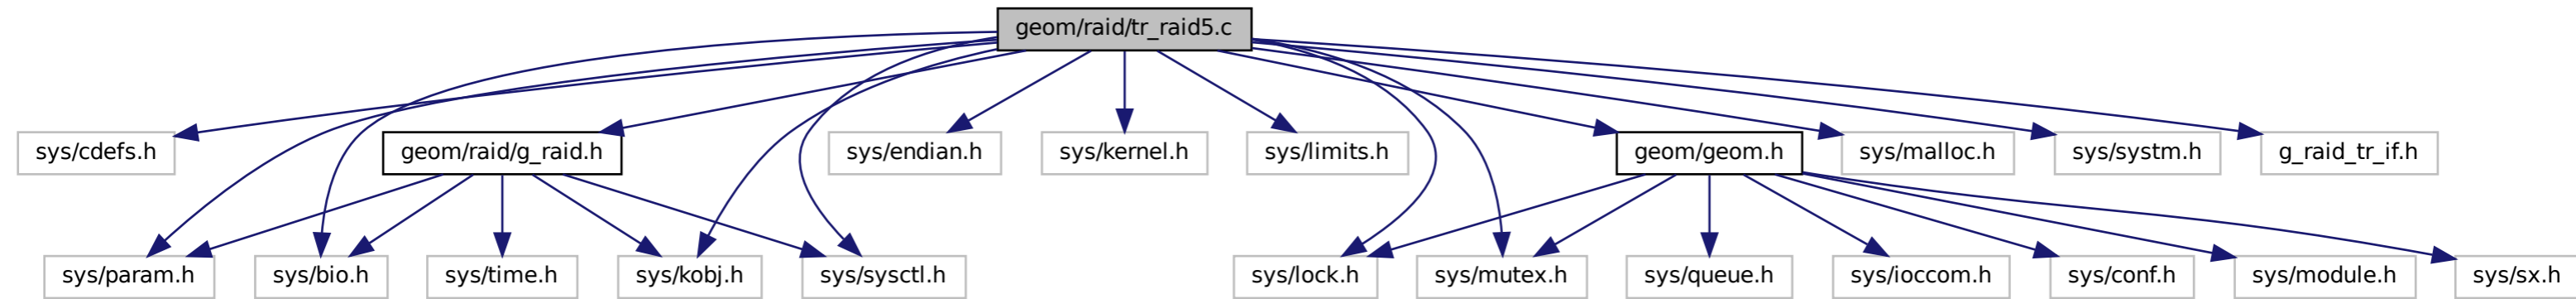 geom/raid/tr_raid5.c
sys/cdefs.h
geom/raid/g_raid.h
sys/endian.h
sys/kernel.h
sys/limits.h
geom/geom.h
sys/malloc.h
sys/systm.h
g_raid_tr_if.h
sys/param.h
sys/bio.h
sys/time.h
sys/kobj.h
sys/sysctl.h
sys/lock.h
sys/mutex.h
sys/queue.h
sys/ioccom.h
sys/conf.h
sys/module.h
sys/sx.h